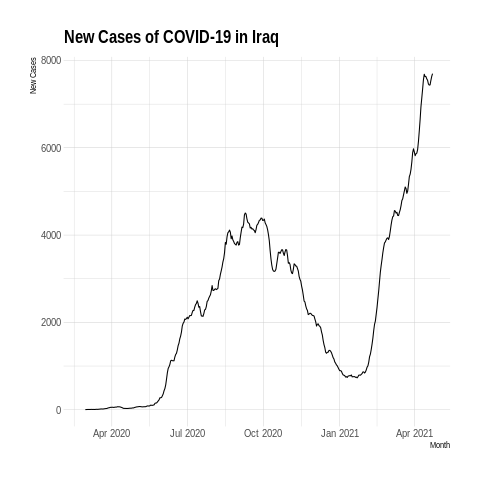 New Cases of COVID-19 in Iraq
New Cases
8000
6000
4000
2000
0
Apr 2020 Jul 2020 Oct 2020 Jan 2021 Apr 2021
Month